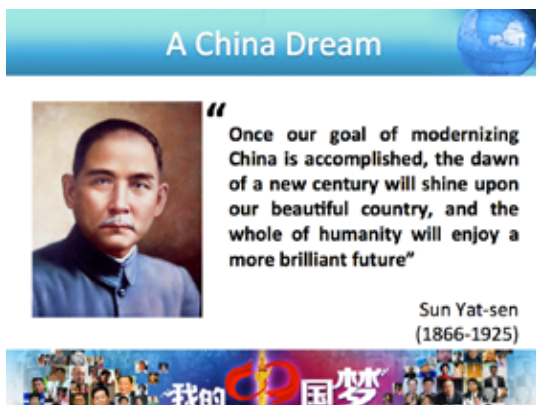 A China Dream
“
Once our goal of modernizing
China is accomplished, the dawn
of a new century will shine upon
our beautiful country, and the
whole of humanity will enjoy a
more brilliant future”
Sun Yat-sen
(1866-1925)
我的中国梦